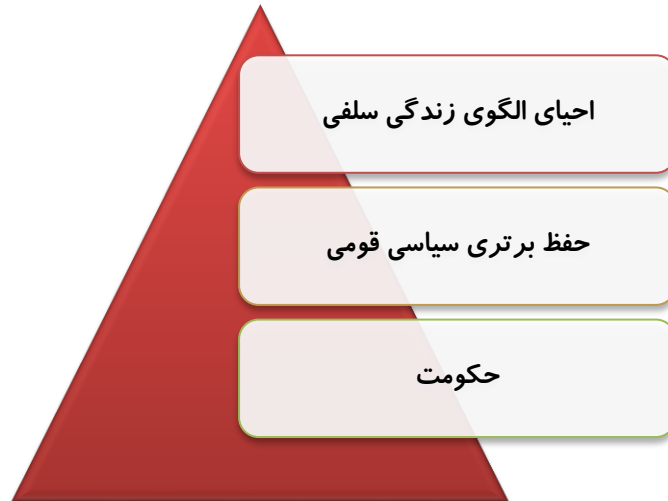 احیای الگوی زندگی سلفی
حفظ برتری سیاسی قومی
حکومت